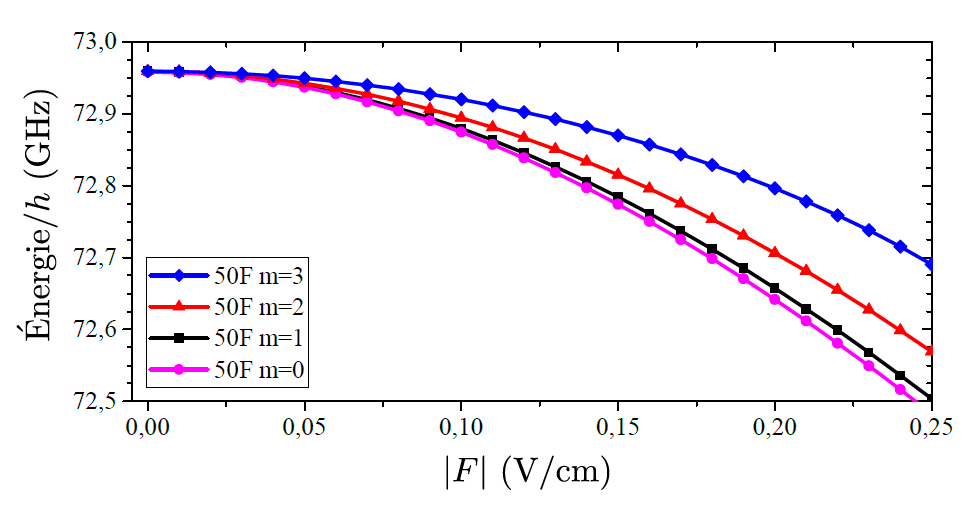 Énergie/h (GHz)
73,0
72,9
72,8
72,7
72,6
72,5
50F m=3
50F m=2
50F m=1
50F m=0
0,00 0,05 0,10 0,15 0,20 0,25
|F| (V/cm)